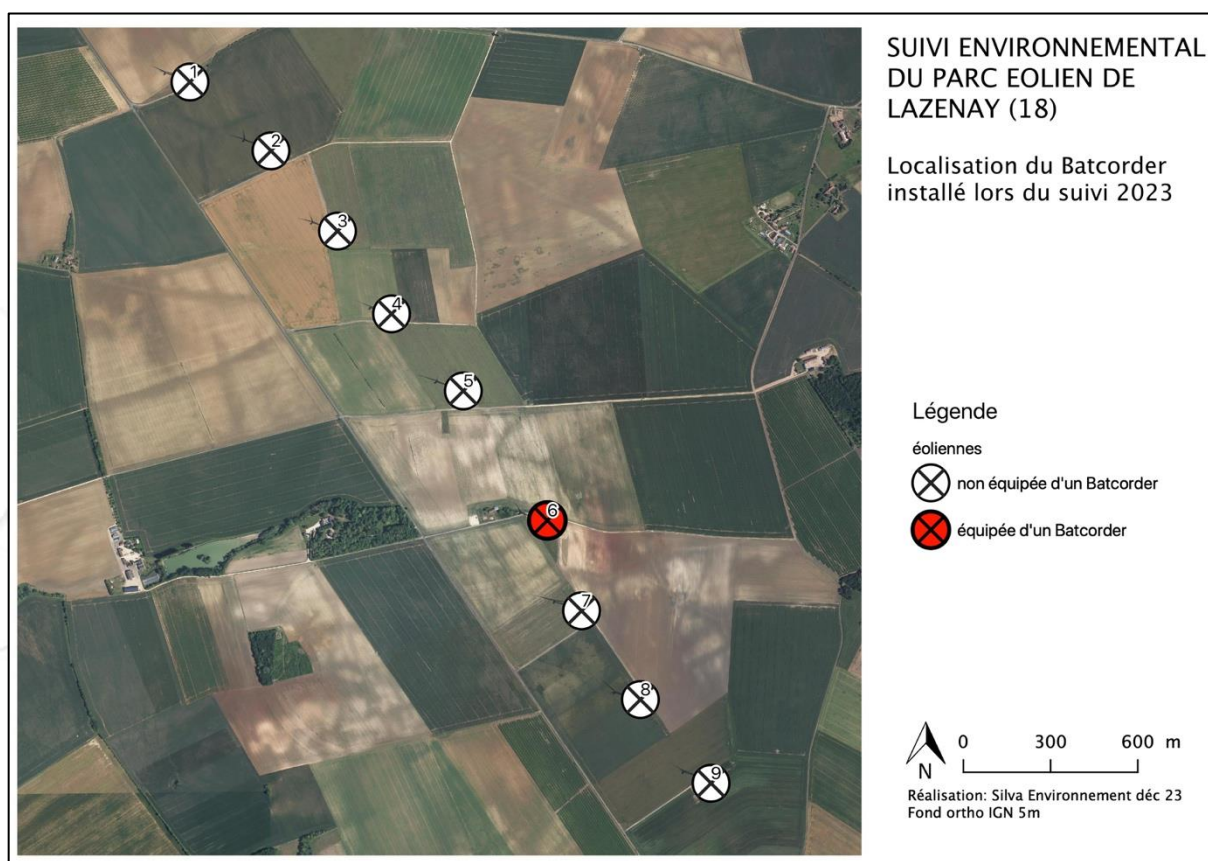 SUIVI ENVIRONNEMENTAL
DU PARC EOLIEN DE
LAZENAY (18)
Localisation du Batcorder
installé lors du suivi 2023
1
2
3
4
5
6
7
8
9
Légende
éoliennes
non équipée d'un Batcorder
équipée d'un Batcorder
N
0 300 600 m
Réalisation: Silva Environnement déc 23
Fond ortho IGN 5m